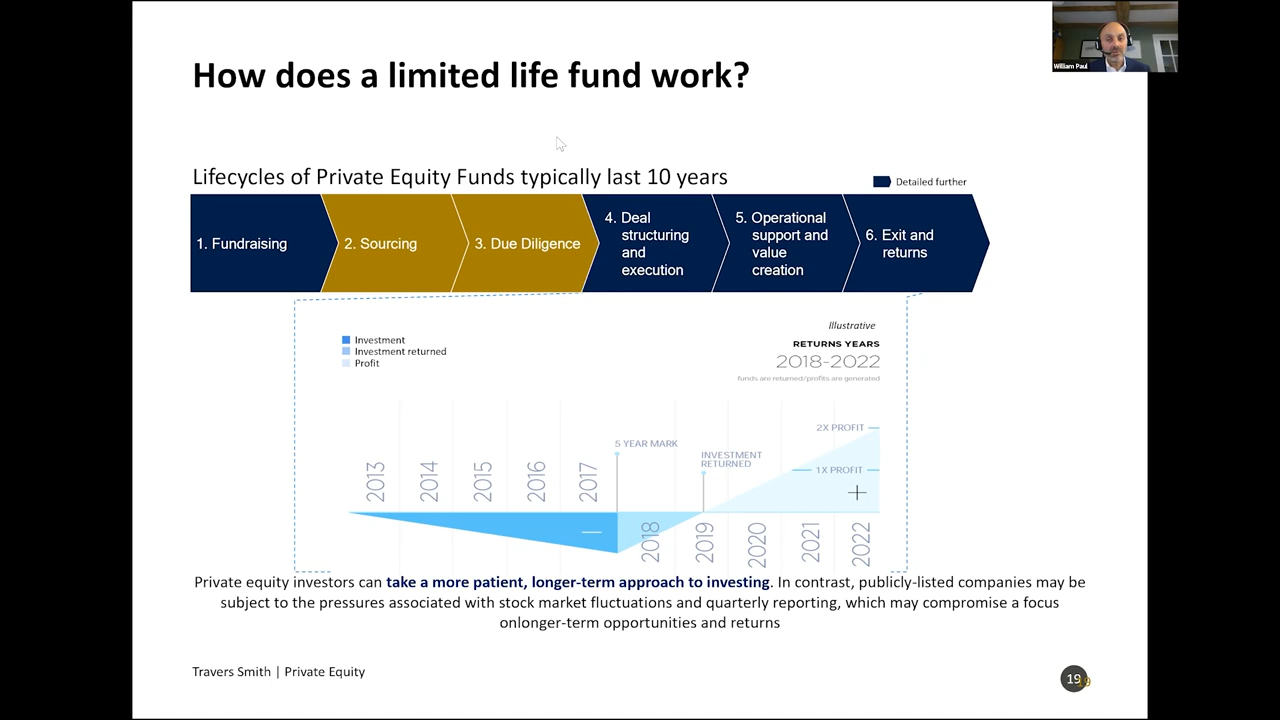 William Paul
How does a limited life fund work?
Lifecycles of Private Equity Funds typically last 10 years
Detailed further
1. Fundraising
2. Sourcing
3. Due Diligence
4. Deal
structuring
and
execution
5. Operational
support and
value
creation
6. Exit and
returns
Illustrative
Investment
Investment returned
Profit
RETURNS YEARS
2018-2022
funds are returned/profits are generated
2X PROFIT
5 YEAR MARK
INVESTMENT
RETURNED
1X PROFIT
2013
2014
2015
2016
2017
2018
2019
2020
2021
2022
Private equity investors can take a more patient, longer-term approach to investing. In contrast, publicly-listed companies may be
subject to the pressures associated with stock market fluctuations and quarterly reporting, which may compromise a focus
onlonger-term opportunities and returns
Travers Smith | Private Equity
19
19